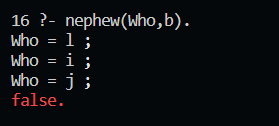 16 ?- nephew(Who,b).
Who = l ;
Who = i ;
Who = j ;
false.